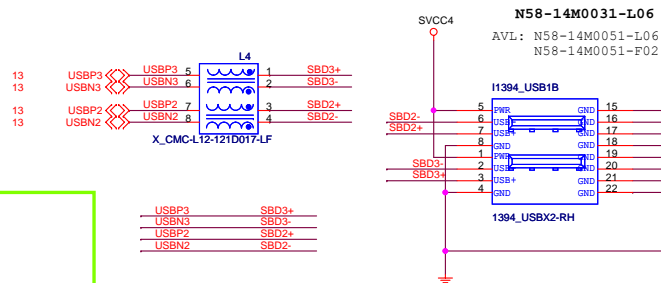 N58-14M0031-L06
SVCC4
AVL: N58-14M0051-L06
N58-14M0051-F02
L4
13 USBP3 USBP3 5 1 SBD3+
13 USBN3 USBN3 6 2 SBD3-
13 USBP2 USBP2 7 3 SBD2+
13 USBN2 USBN2 8 4 SBD2-
X_CMC-L12-121D017-LF
I1394_USB1B
5 PWR GND 15
SBD2- 6 USB- GND 16
SBD2+ 7 USB+ GND 17
8 GND GND 18
1 PWR GND 19
SBD3- 2 USB- GND 20
SBD3+ 3 USB+ GND 21
4 GND GND 22
1394_USBX2-RH
USBP3 SBD3+
USBN3 SBD3-
USBP2 SBD2+
USBN2 SBD2-